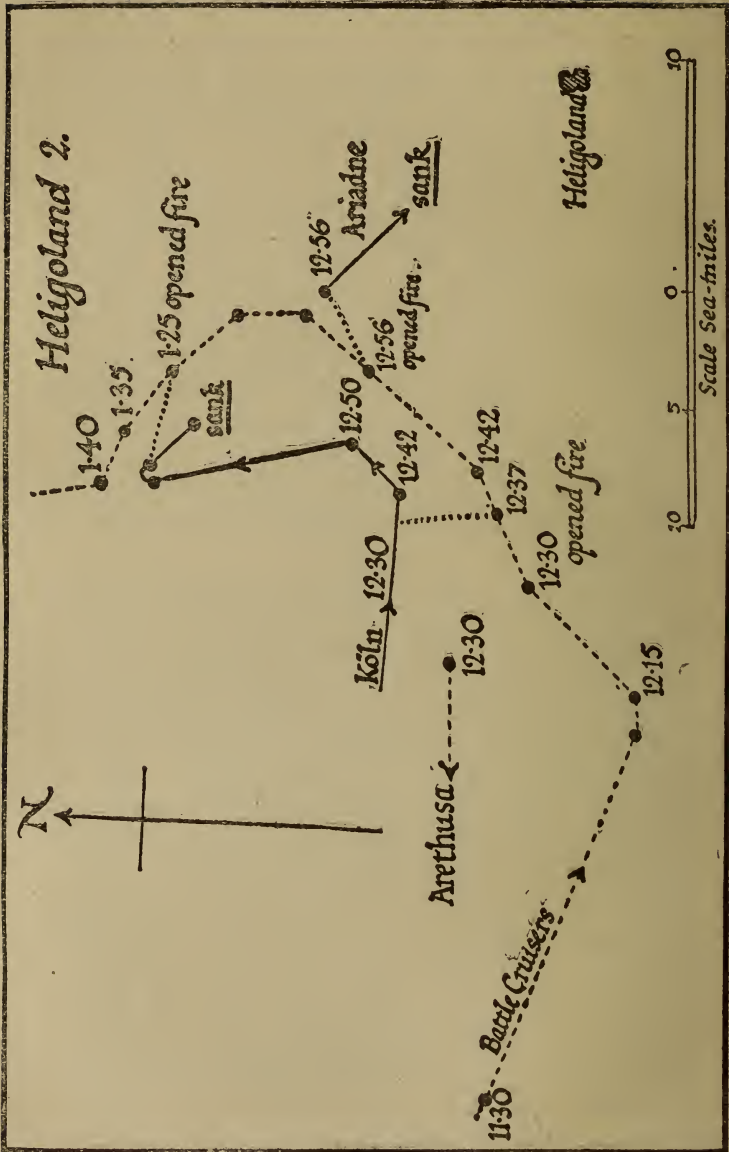 Heligoland 2.
N
1·40
1·35.
1·25 opened fire
sank
12·56
Ariadne
sank
12·50
12·56
opened fire.
Köln
12·30
12·42
12·42
12·37
12·30
opened fire
Arethusa
12·30
12·15
Battle Cruisers
11·30
Heligoland
10
5
0
10
Scale Sea-miles.